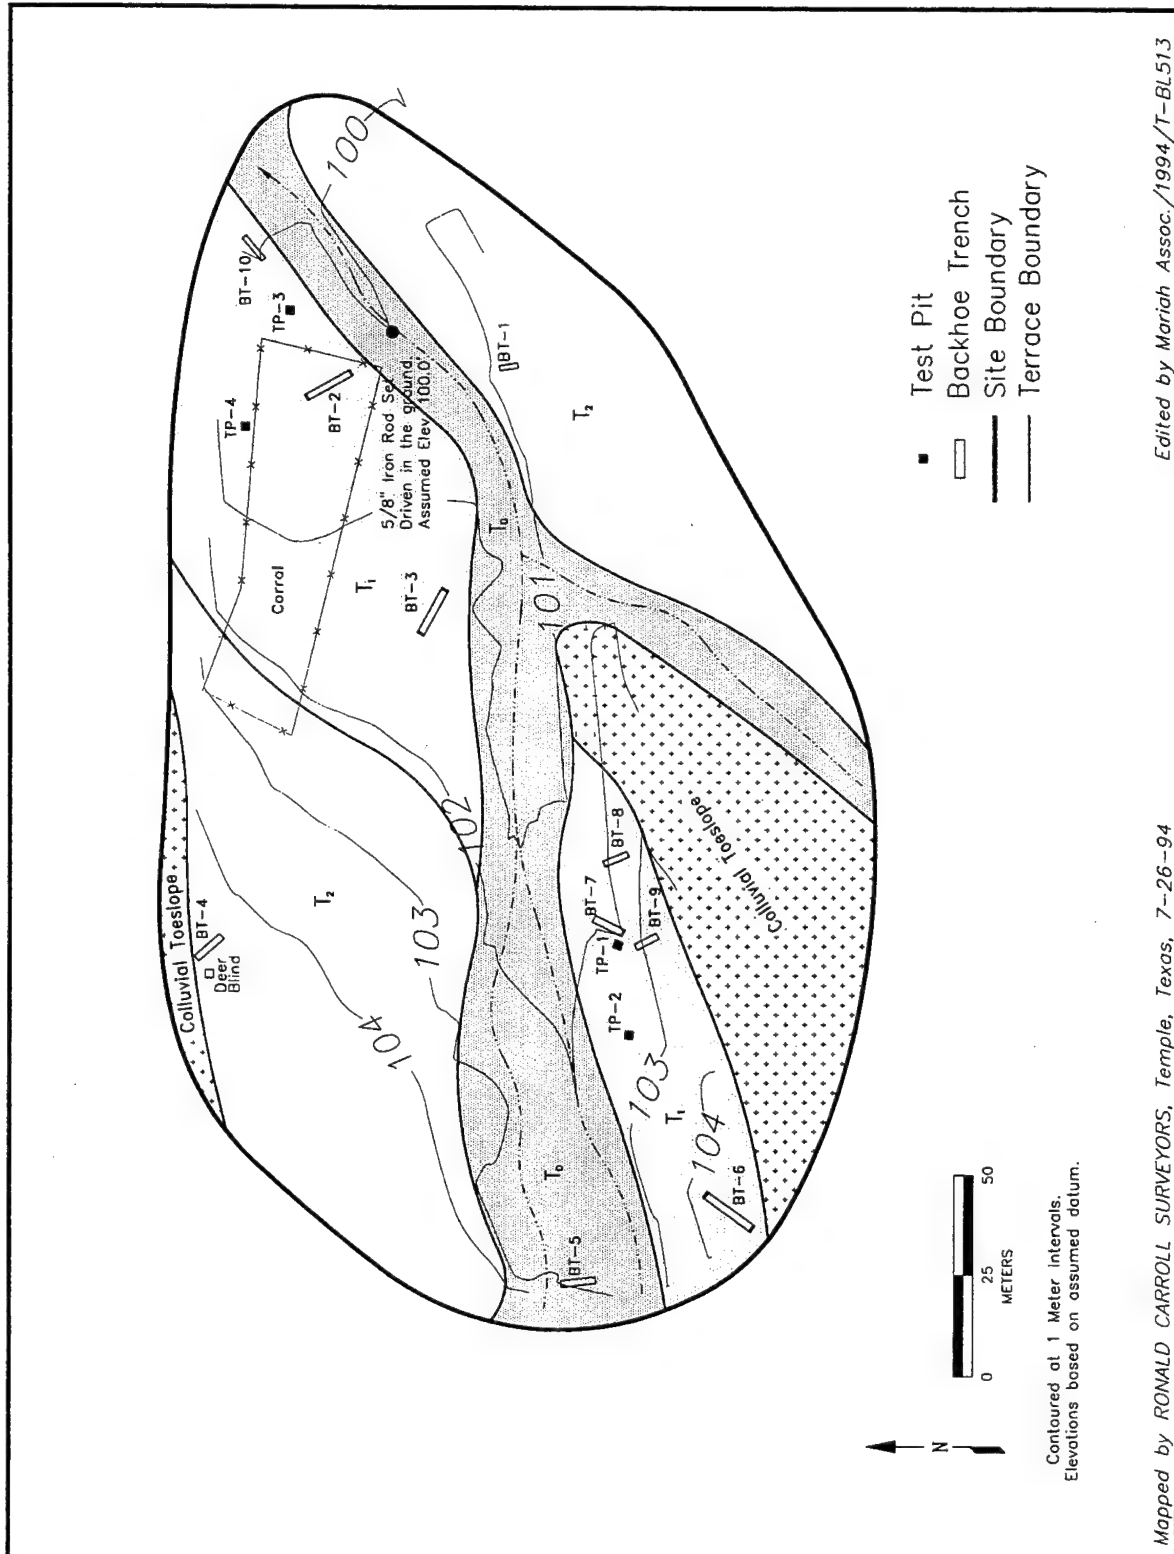 Colluvial Toeslope
BT-4
Deer
Blind
T₂
104
103
102
Corral
T₁
BT-3
TP-4
BT-2
BT-10
TP-3
5/8" Iron Rod Set
Driven in the ground.
Assumed Elev. 100.0'
100
T₀
101
BT-1
T₂
T₀
BT-5
BT-7
TP-1
BT-8
BT-9
TP-2
103
T₁
104
BT-6
Colluvial Toeslope
Test Pit
Backhoe Trench
Site Boundary
Terrace Boundary
N
0 25 50
METERS
Contoured at 1 Meter Intervals.
Elevations based on assumed datum.
Mapped by RONALD CARROLL SURVEYORS, Temple, Texas, 7-26-94
Edited by Mariah Assoc./1994/T-BL513